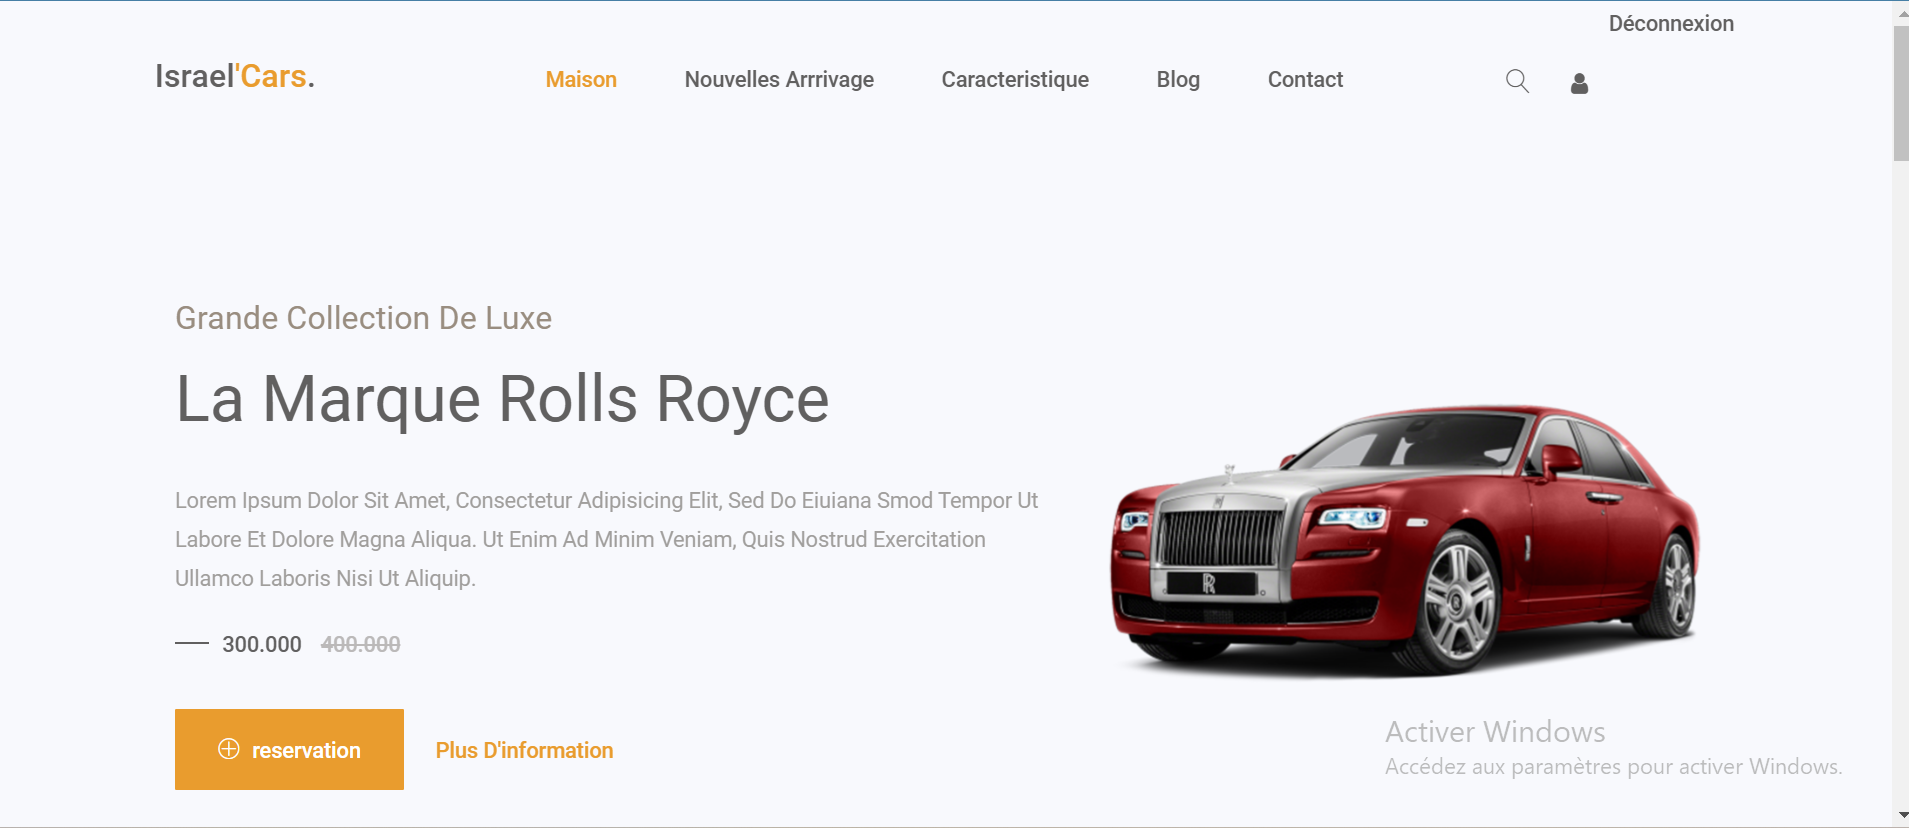 Déconnexion
Israel'Cars.
Maison
Nouvelles Arrrivage
Caracteristique
Blog
Contact
Grande Collection De Luxe
La Marque Rolls Royce
Lorem Ipsum Dolor Sit Amet, Consectetur Adipisicing Elit, Sed Do Eiuiana Smod Tempor Ut
Labore Et Dolore Magna Aliqua. Ut Enim Ad Minim Veniam, Quis Nostrud Exercitation
Ullamco Laboris Nisi Ut Aliquip.
300.000 400.000
reservation
Plus D'information
Activer Windows
Accédez aux paramètres pour activer Windows.